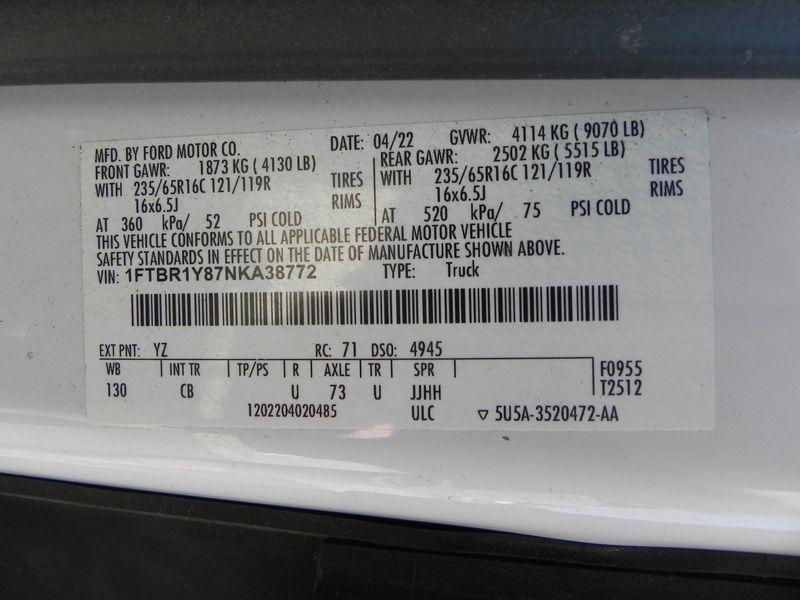 MFD. BY FORD MOTOR CO. DATE: 04/22 GVWR: 4114 KG ( 9070 LB)
FRONT GAWR: 1873 KG ( 4130 LB) REAR GAWR: 2502 KG ( 5515 LB)
WITH 235/65R16C 121/119R TIRES WITH 235/65R16C 121/119R TIRES
16x6.5J RIMS 16x6.5J RIMS
AT 360 kPa/ 52 PSI COLD AT 520 kPa/ 75 PSI COLD
THIS VEHICLE CONFORMS TO ALL APPLICABLE FEDERAL MOTOR VEHICLE
SAFETY STANDARDS IN EFFECT ON THE DATE OF MANUFACTURE SHOWN ABOVE.
VIN: 1FTBR1Y87NKA38772 TYPE: Truck
EXT PNT: YZ RC: 71 DSO: 4945
WB INT TR TP/PS R AXLE TR SPR F0955
130 CB U 73 U JJHH T2512
1202204020485 ULC ▽ 5U5A-3520472-AA